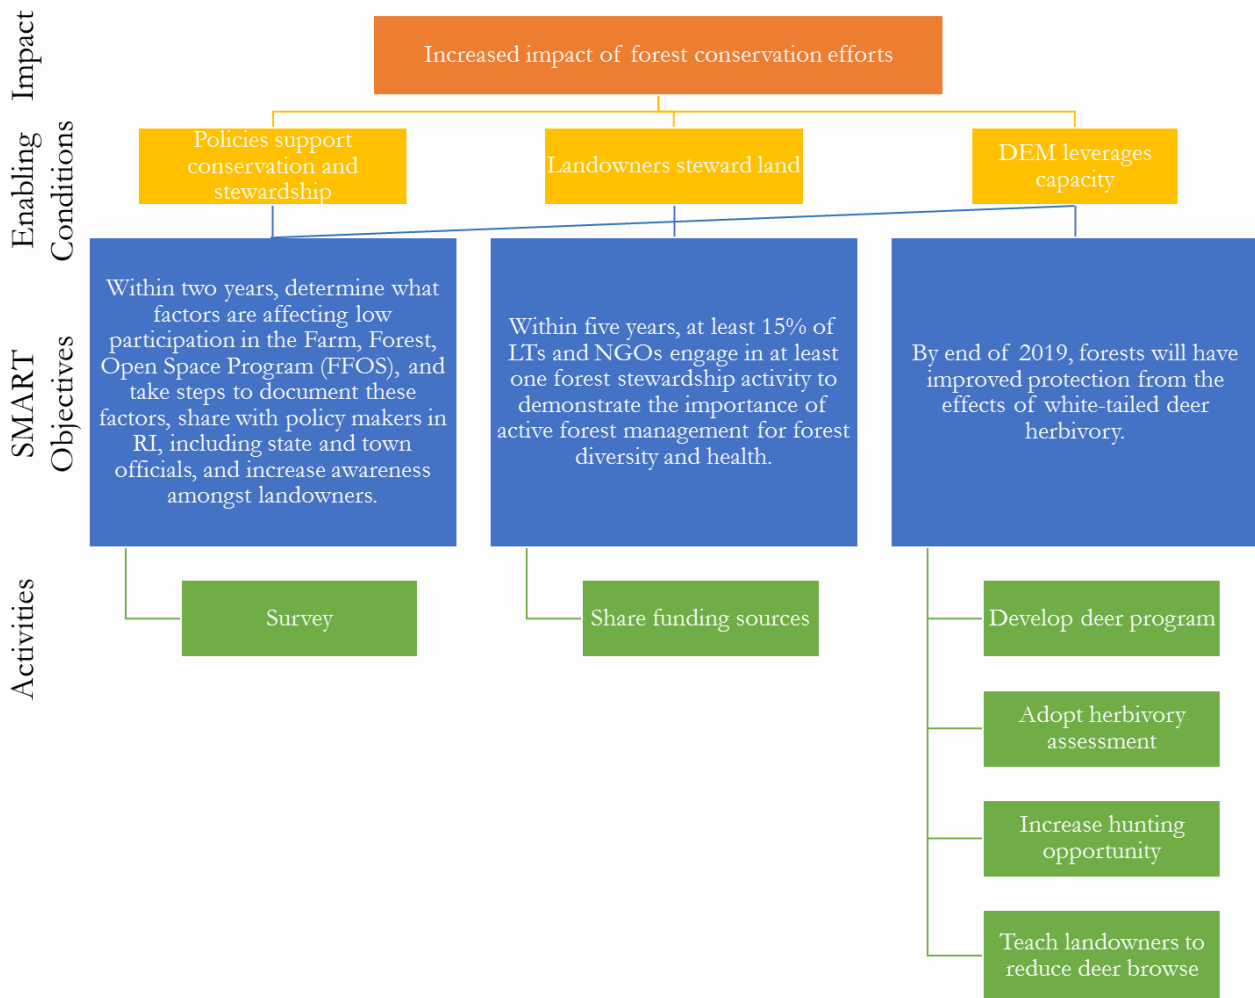 Impact
Increased impact of forest conservation efforts
Enabling
Conditions
Policies support
conservation and
stewardship
Landowners steward land
DEM leverages
capacity
SMART
Objectives
Within two years, determine what
factors are affecting low
participation in the Farm, Forest,
Open Space Program (FFOS), and
take steps to document these
factors, share with policy makers in
RI, including state and town
officials, and increase awareness
amongst landowners.
Within five years, at least 15% of
LTs and NGOs engage in at least
one forest stewardship activity to
demonstrate the importance of
active forest management for forest
diversity and health.
By end of 2019, forests will have
improved protection from the
effects of white-tailed deer
herbivory.
Activities
Survey
Share funding sources
Develop deer program
Adopt herbivory
assessment
Increase hunting
opportunity
Teach landowners to
reduce deer browse